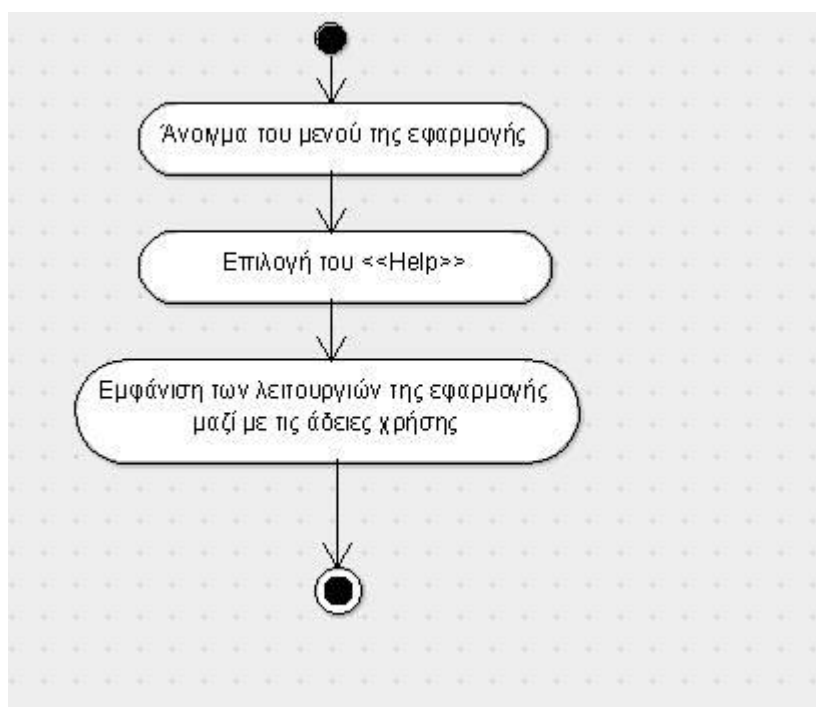 Άνοιγμα του μενού της εφαρμογής
Επιλογή του <<Help>>
Εμφάνιση των λειτουργιών της εφαρμογής
μαζί με τις άδειες χρήσης